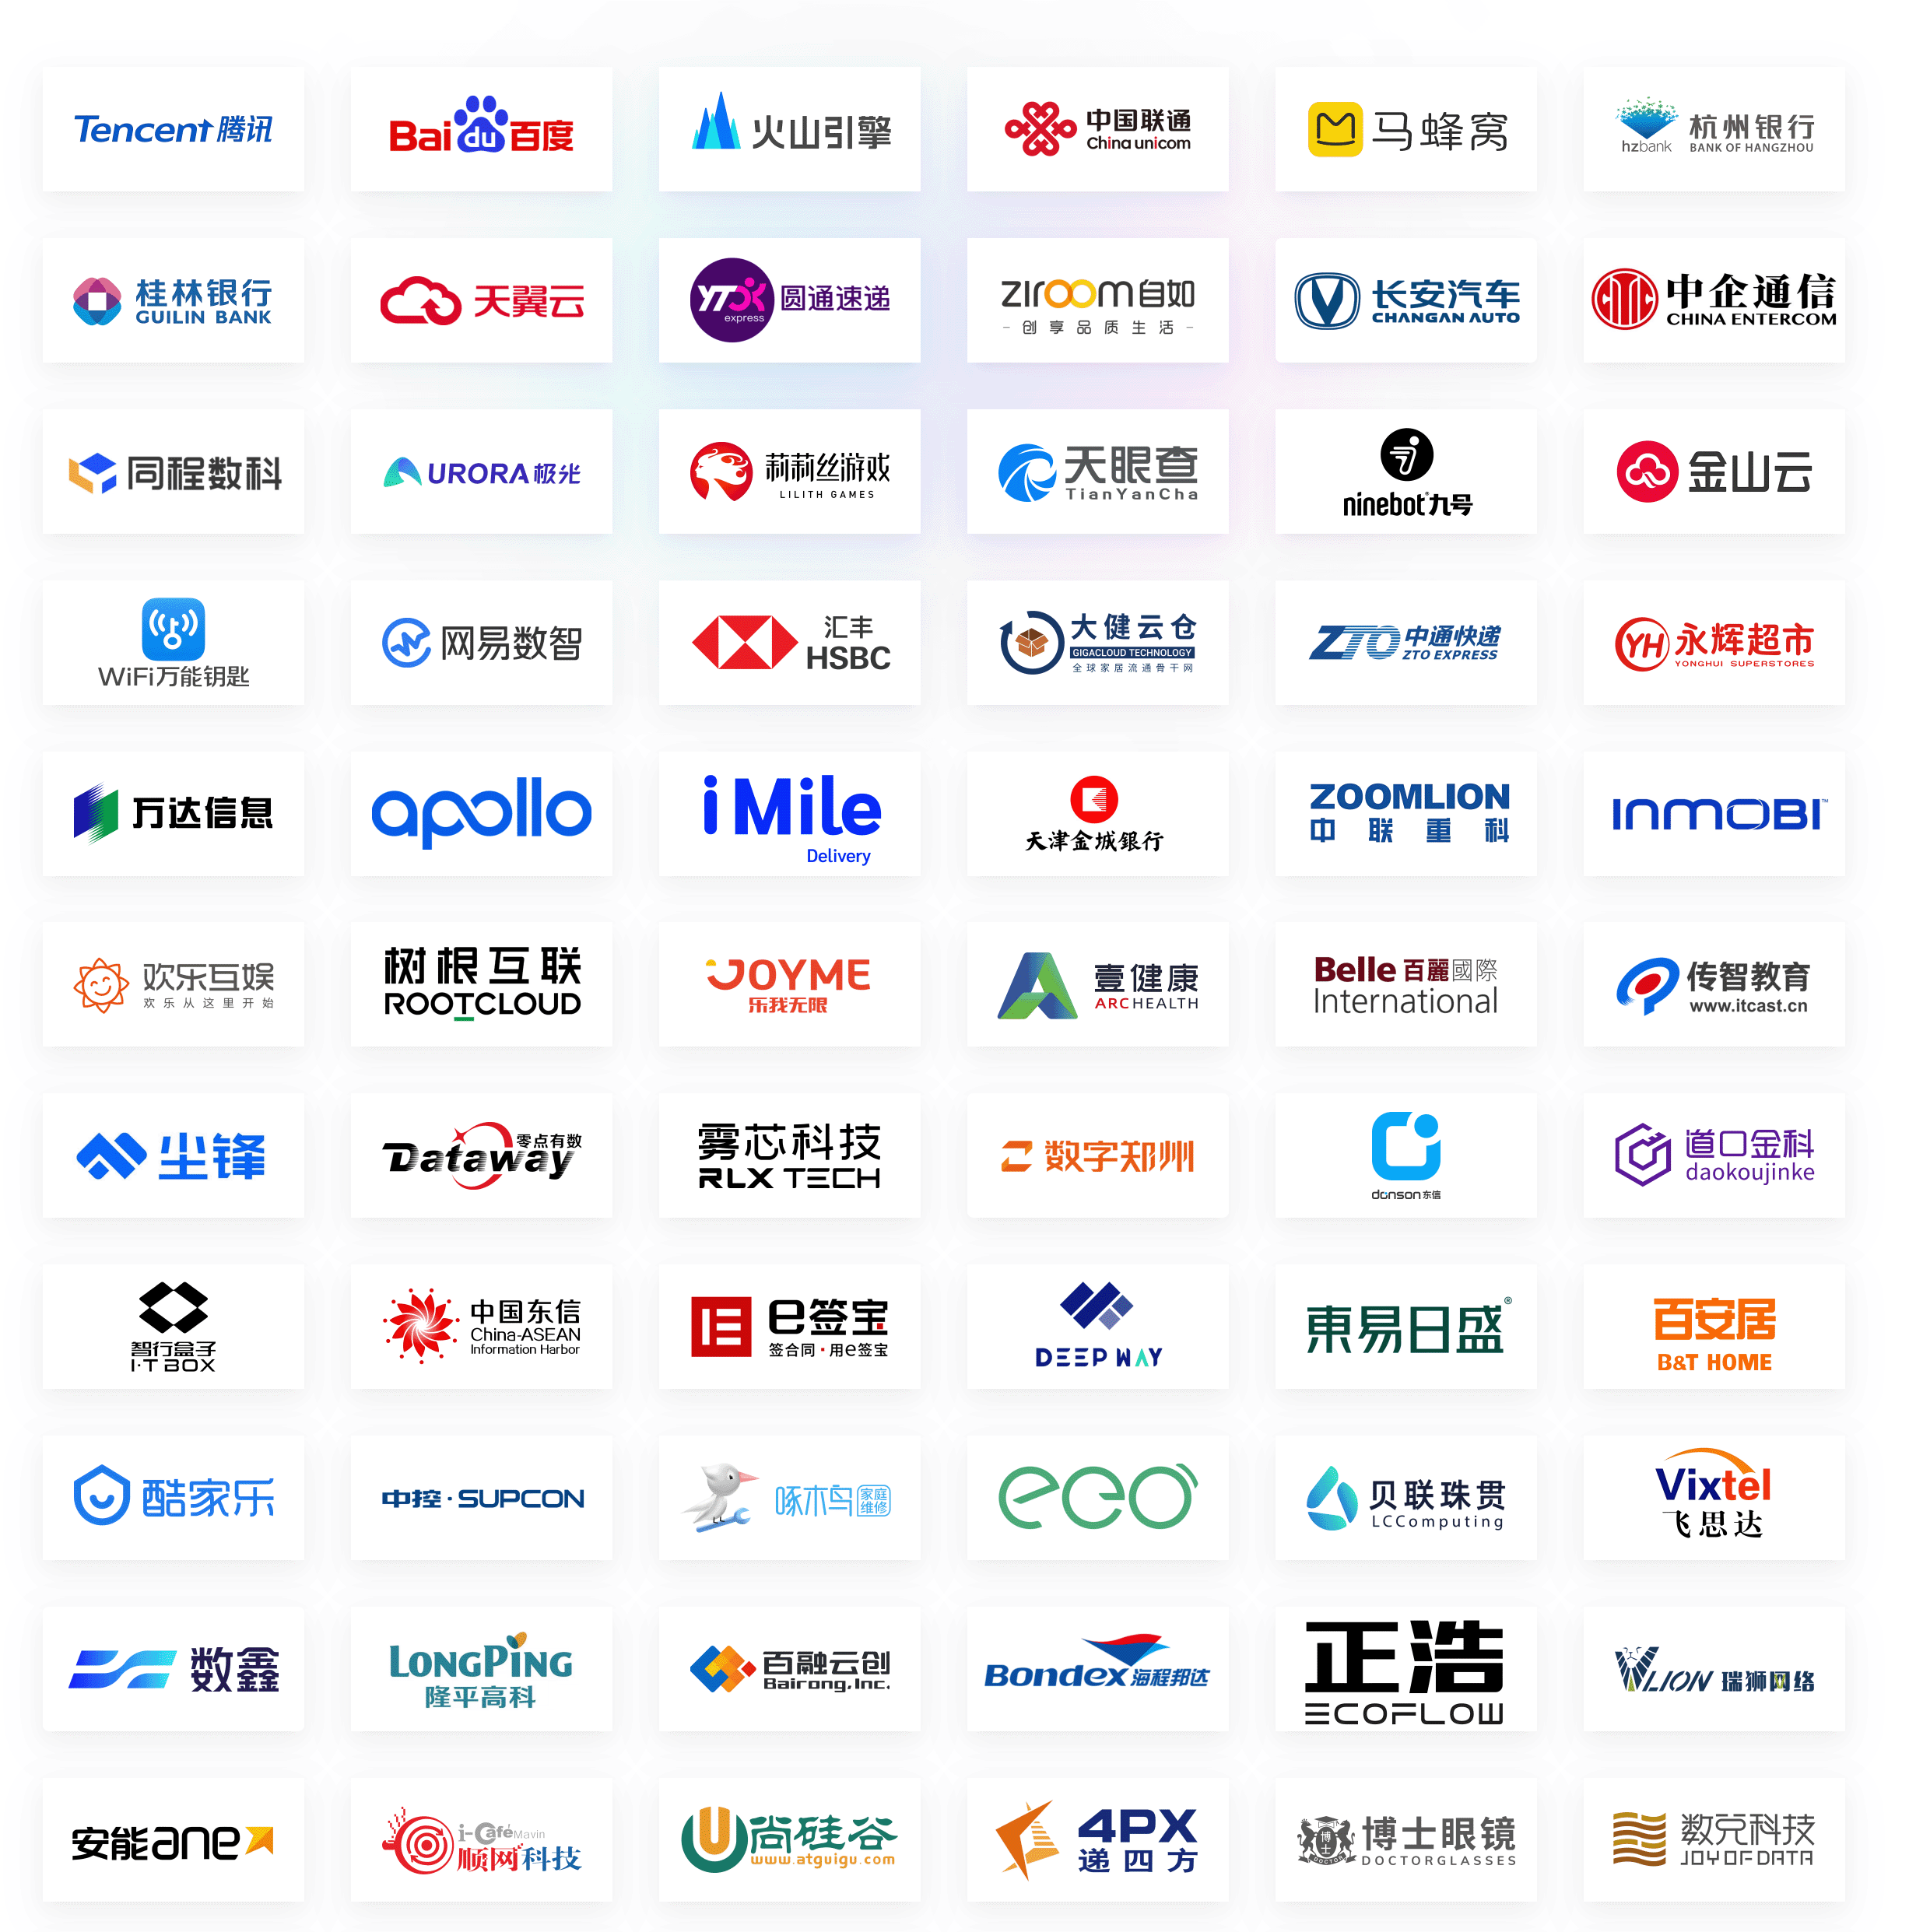 Tencent 腾讯
Bai du 百度
火山引擎
中国联通
China unicom
马蜂窝
杭州银行
hzbank BANK OF HANGZHOU
桂林银行
GUILIN BANK
天翼云
YTO express
圆通速递
ziroom 自如
- 创享品质生活 -
长安汽车
CHANGAN AUTO
中企通信
CHINA ENTERCOM
同程数科
URORA 极光
莉莉丝游戏
LILITH GAMES
天眼查
TianYanCha
ninebot 九号
金山云
WiFi万能钥匙
网易数智
汇丰
HSBC
大健云仓
GIGACLOUD TECHNOLOGY
全球家居流通骨干网
ZTO 中通快递
ZTO EXPRESS
YH 永辉超市
YONGHUI SUPERSTORES
万达信息
apollo
iMile
Delivery
天津金城银行
ZOOMLION
中联重科
INMOBI™
欢乐互娱
欢乐从这里开始
树根互联
ROOTCLOUD
JOYME
乐我无限
壹健康
ARCHEALTH
Belle 百麗國際
International
传智教育
www.itcast.cn
尘锋
零点有数
Dataway
雾芯科技
RLX TECH
数字郑州
donson 东信
道口金科
daokoujinke
智行盒子
I·T BOX
中国东信
China-ASEAN
Information Harbor
e签宝
签合同·用e签宝
DEEPWAY
東易日盛®
百安居
B&T HOME
酷家乐
中控·SUPCON
啄木鸟 家庭维修
eco
贝联珠贯
LCComputing
Vixtel
飞思达
数鑫
LONGPING
隆平高科
百融云创
Bairong,Inc.
Bondex 海程邦达
正浩
ECOFLOW
LION 瑞狮网络
安能 ane
i-Café Mavin
顺网科技
尚硅谷
www.atguigu.com
4PX
递四方
博士眼镜
DOCTORGLASSES
数兑科技
JOY OF DATA